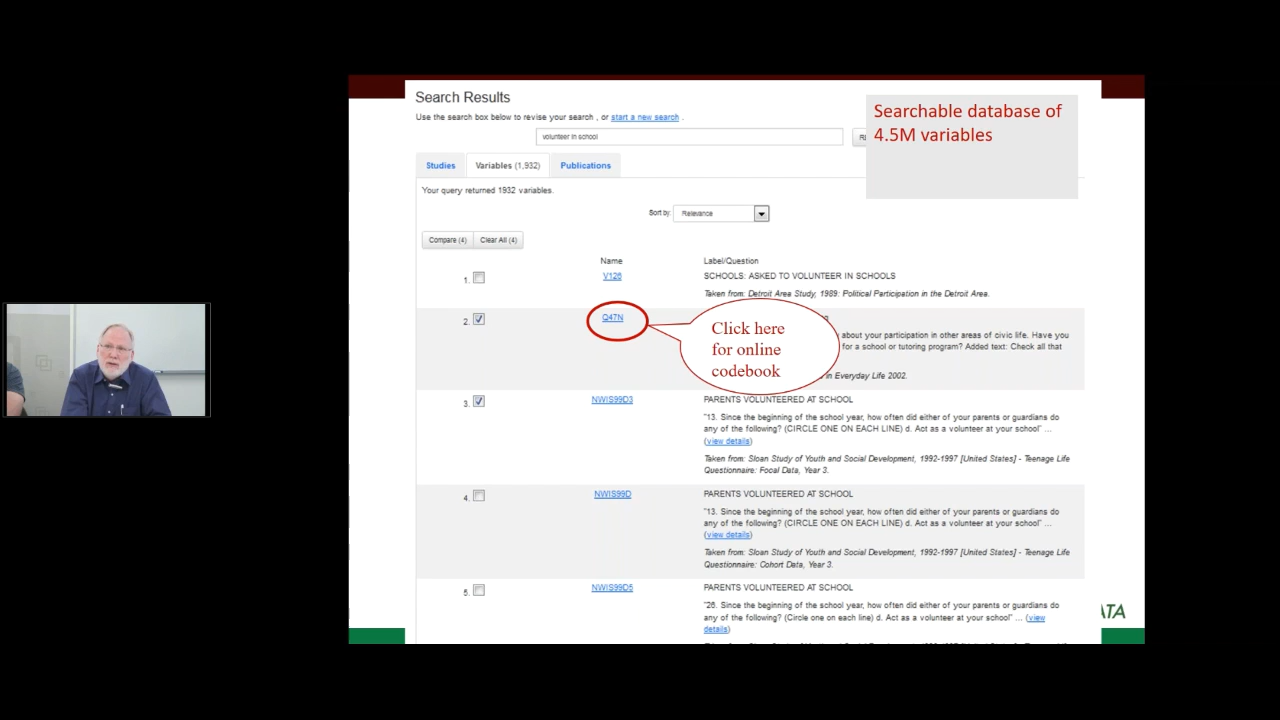 Search Results
Use the search box below to revise your search , or start a new search .
volunteer in school
Searchable database of
4.5M variables
Studies
Variables (1,932)
Publications
Your query returned 1932 variables.
Sort by:
Relevance
Compare (4)
Clear All (4)
Name
Label/Question
1.
V128
SCHOOLS: ASKED TO VOLUNTEER IN SCHOOLS
Taken from: Detroit Area Study, 1989: Political Participation in the Detroit Area.
2.
Q47N
Click here
for online
codebook
about your participation in other areas of civic life. Have you
for a school or tutoring program? Added text: Check all that
in Everyday Life 2002.
3.
NWIS99D3
PARENTS VOLUNTEERED AT SCHOOL
"13. Since the beginning of the school year, how often did either of your parents or guardians do
any of the following? (CIRCLE ONE ON EACH LINE) d. Act as a volunteer at your school" ...
(view details)
Taken from: Sloan Study of Youth and Social Development, 1992-1997 [United States] - Teenage Life
Questionnaire: Focal Data, Year 3.
4.
NWIS99D
PARENTS VOLUNTEERED AT SCHOOL
"13. Since the beginning of the school year, how often did either of your parents or guardians do
any of the following? (CIRCLE ONE ON EACH LINE) d. Act as a volunteer at your school" ...
(view details)
Taken from: Sloan Study of Youth and Social Development, 1992-1997 [United States] - Teenage Life
Questionnaire: Cohort Data, Year 3.
5.
NWIS99D5
PARENTS VOLUNTEERED AT SCHOOL
"26. Since the beginning of the school year, how often did either of your parents or guardians do
any of the following? (Circle one on each line) d. Act as a volunteer at your school" ... (view
details)